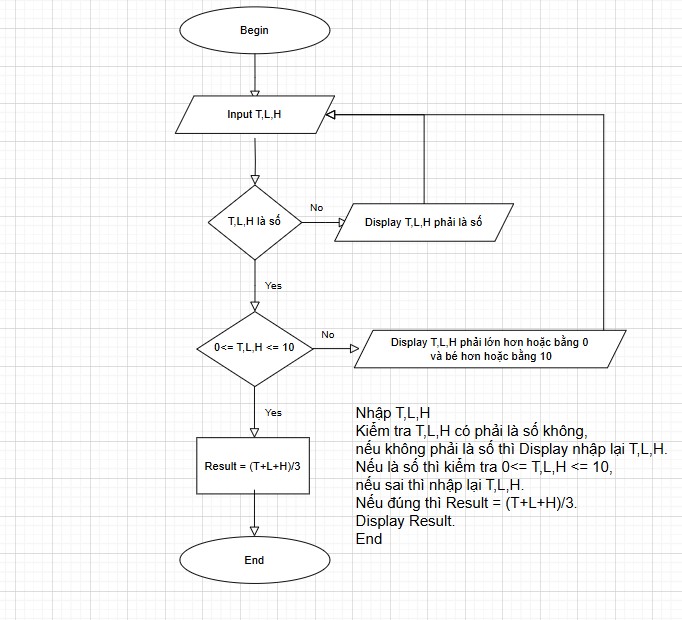 Begin
Input T,L,H
T,L,H là số
No
Display T,L,H phải là số
Yes
0<= T,L,H <= 10
No
Display T,L,H phải lớn hơn hoặc bằng 0
và bé hơn hoặc bằng 10
Yes
Result = (T+L+H)/3
End
Nhập T,L,H
Kiểm tra T,L,H có phải là số không,
nếu không phải là số thì Display nhập lại T,L,H.
Nếu là số thì kiểm tra 0<= T,L,H <= 10,
nếu sai thì nhập lại T,L,H.
Nếu đúng thì Result = (T+L+H)/3.
Display Result.
End